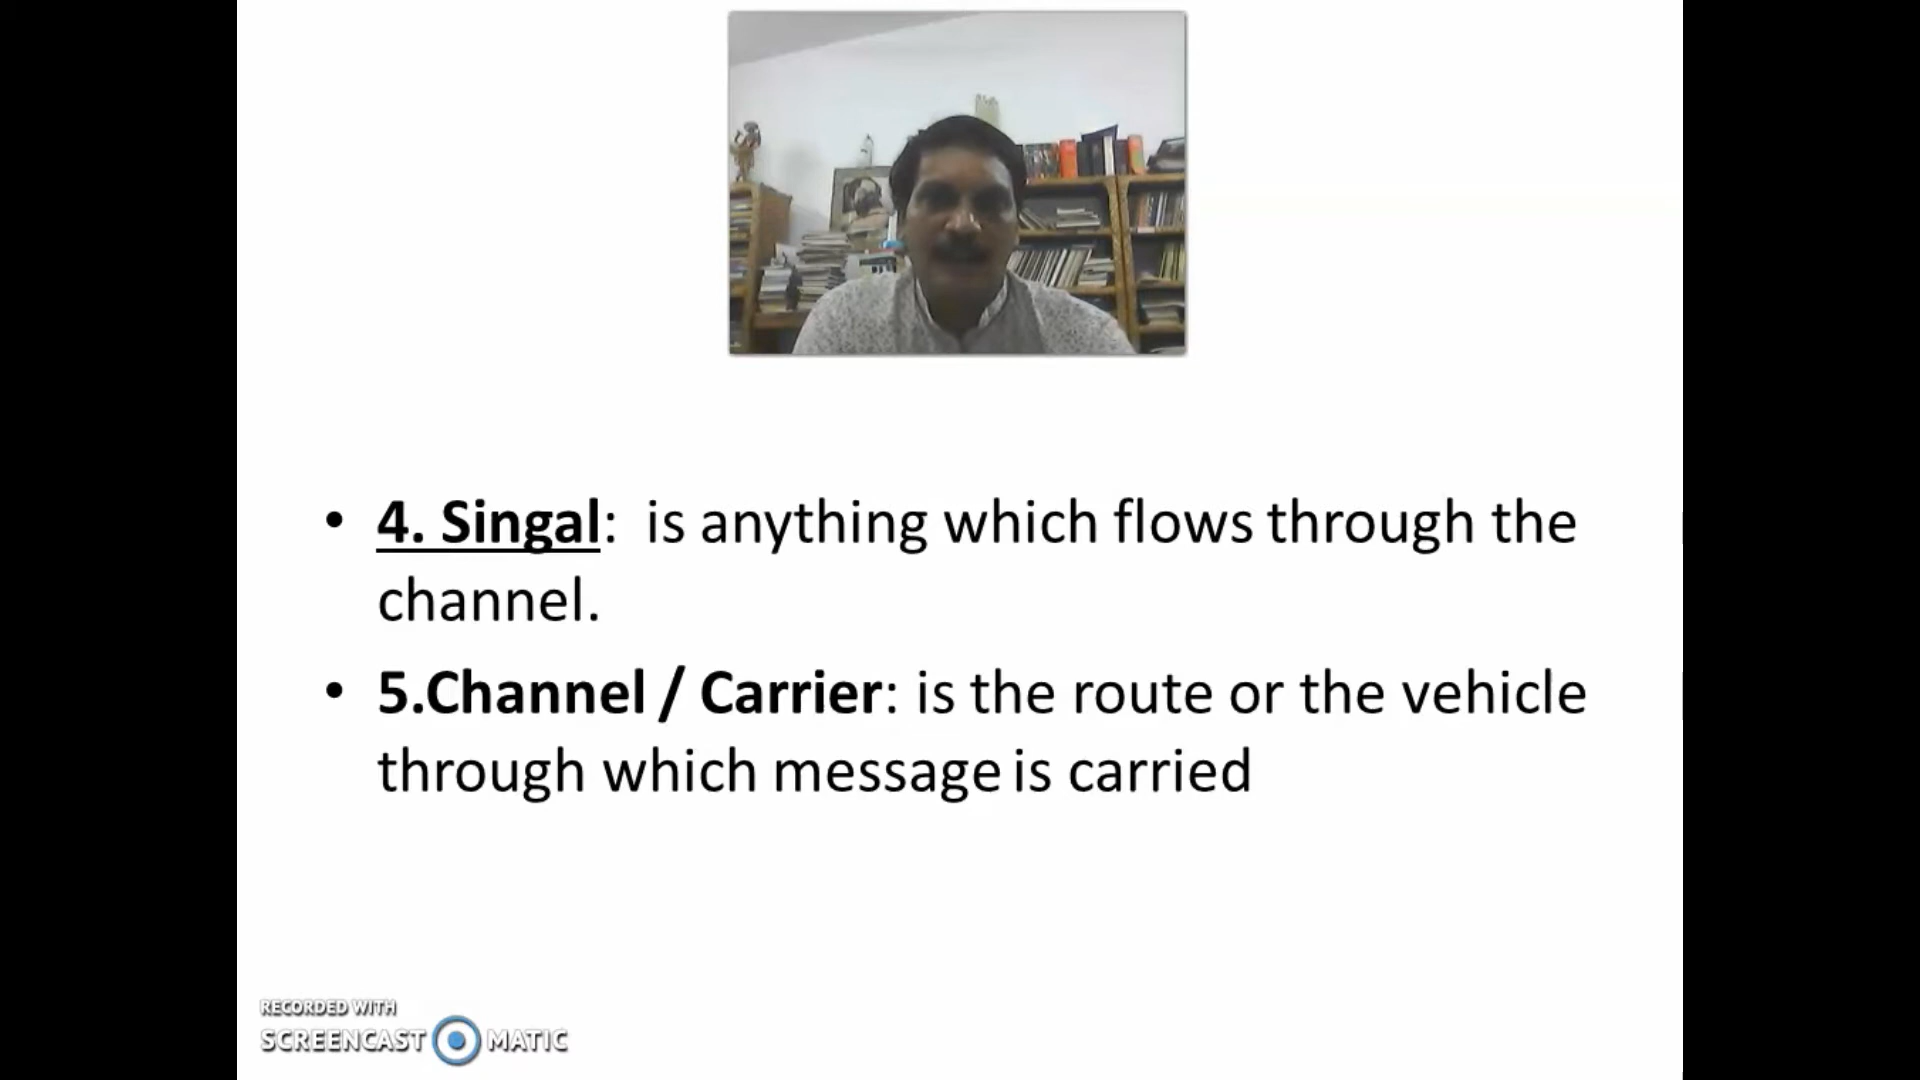 • 4. Singal: is anything which flows through the
channel.
• 5.Channel / Carrier: is the route or the vehicle
through which message is carried
RECORDED WITH
SCREENCAST MATIC